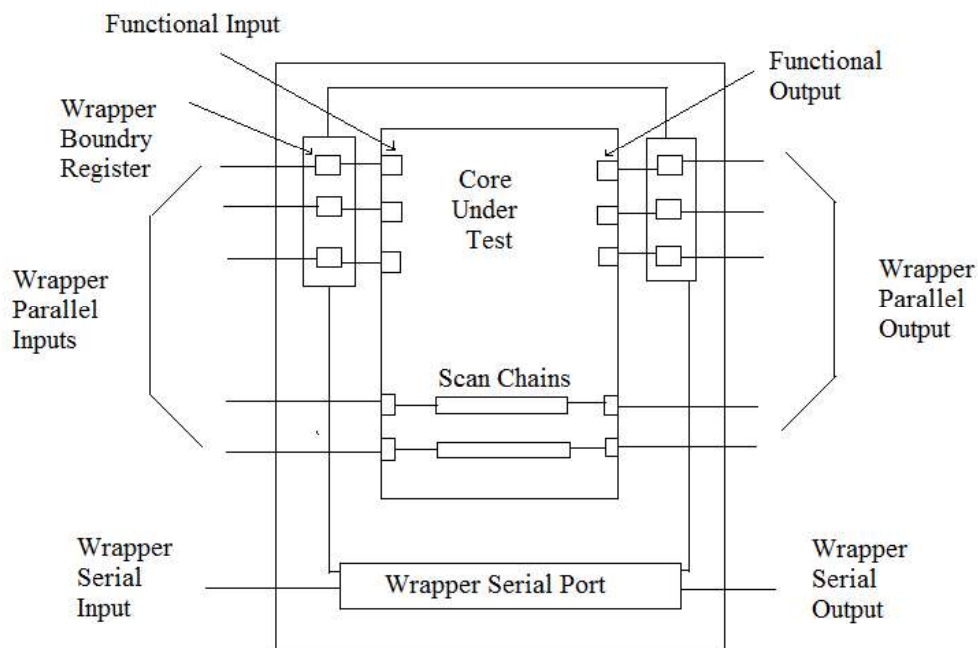 Functional Input
Functional
Output
Wrapper
Boundry
Register
Core
Under
Test
Wrapper
Parallel
Inputs
Wrapper
Parallel
Output
Scan Chains
Wrapper
Serial
Input
Wrapper Serial Port
Wrapper
Serial
Output